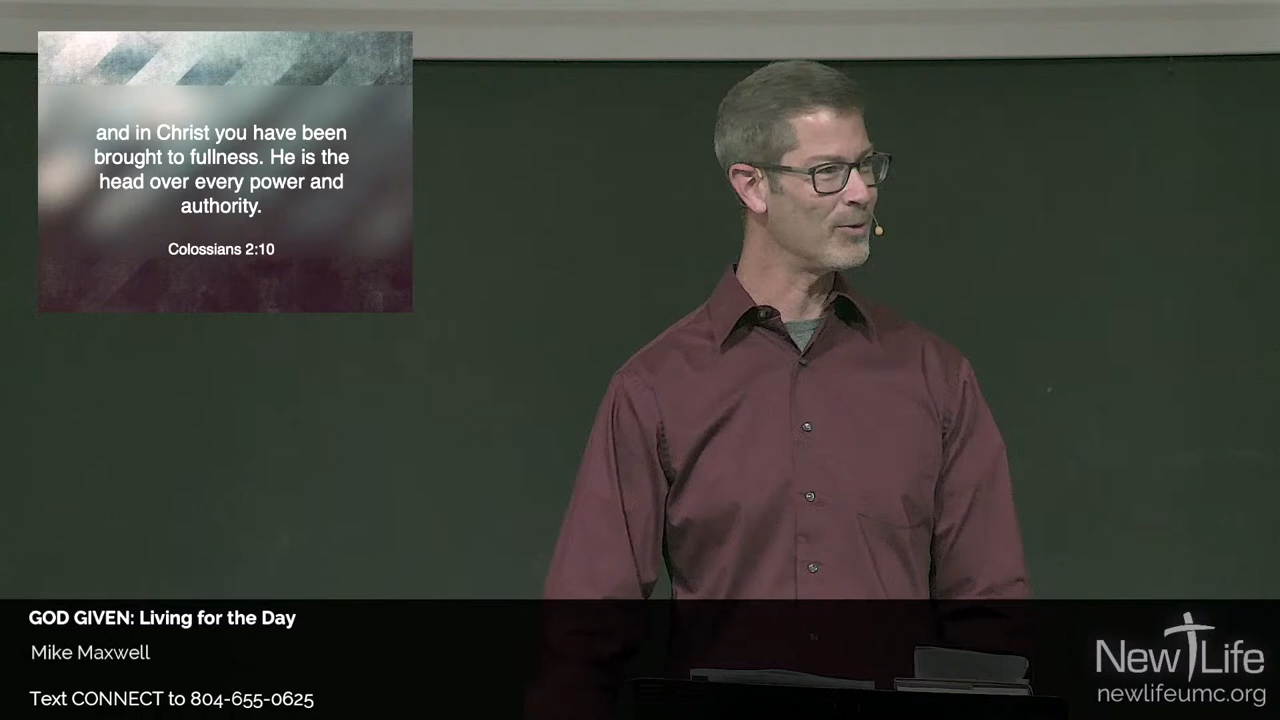 and in Christ you have been
brought to fullness. He is the
head over every power and
authority.
Colossians 2:10
GOD GIVEN: Living for the Day
Mike Maxwell
Text CONNECT to 804-655-0625
New Life
newlifeumc.org